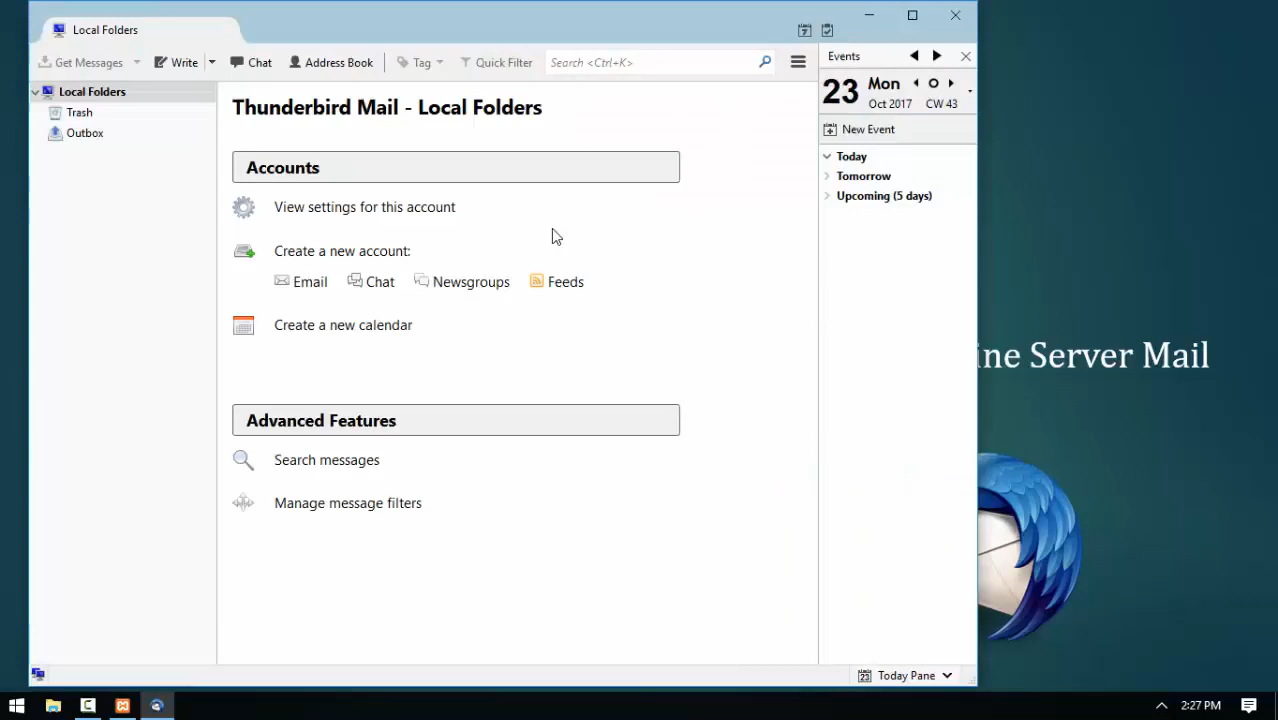 Local Folders
7
Get Messages Write Chat Address Book Tag Quick Filter Search <Ctrl+K>
Events
23 Mon
Oct 2017 CW 43
New Event
Today
Tomorrow
Upcoming (5 days)
Local Folders
Trash
Outbox
Thunderbird Mail - Local Folders
Accounts
View settings for this account
Create a new account:
Email Chat Newsgroups Feeds
Create a new calendar
Advanced Features
Search messages
Manage message filters
ine Server Mail
23 Today Pane
2:27 PM